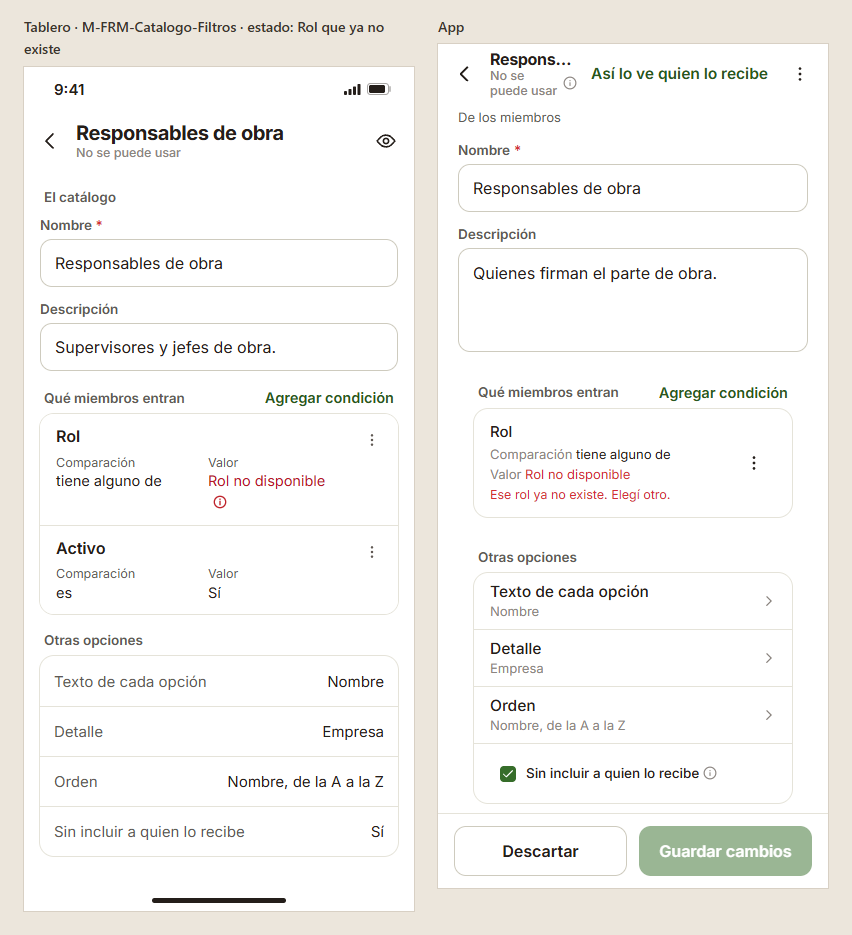 Tablero · M-FRM-Catalogo-Filtros · estado: Rol que ya no
existe
9:41
Responsables de obra
No se puede usar
El catálogo
Nombre *
Responsables de obra
Descripción
Supervisores y jefes de obra.
Qué miembros entran
Agregar condición
Rol
Comparación
Valor
tiene alguno de
Rol no disponible
Activo
Comparación
Valor
es
Sí
Otras opciones
Texto de cada opción
Nombre
Detalle
Empresa
Orden
Nombre, de la A a la Z
Sin incluir a quien lo recibe
Sí
App
Respons...
No se
puede usar
Así lo ve quien lo recibe
De los miembros
Nombre *
Responsables de obra
Descripción
Quienes firman el parte de obra.
Qué miembros entran
Agregar condición
Rol
Comparación tiene alguno de
Valor Rol no disponible
Ese rol ya no existe. Elegí otro.
Otras opciones
Texto de cada opción
Nombre
Detalle
Empresa
Orden
Nombre, de la A a la Z
Sin incluir a quien lo recibe
Descartar
Guardar cambios